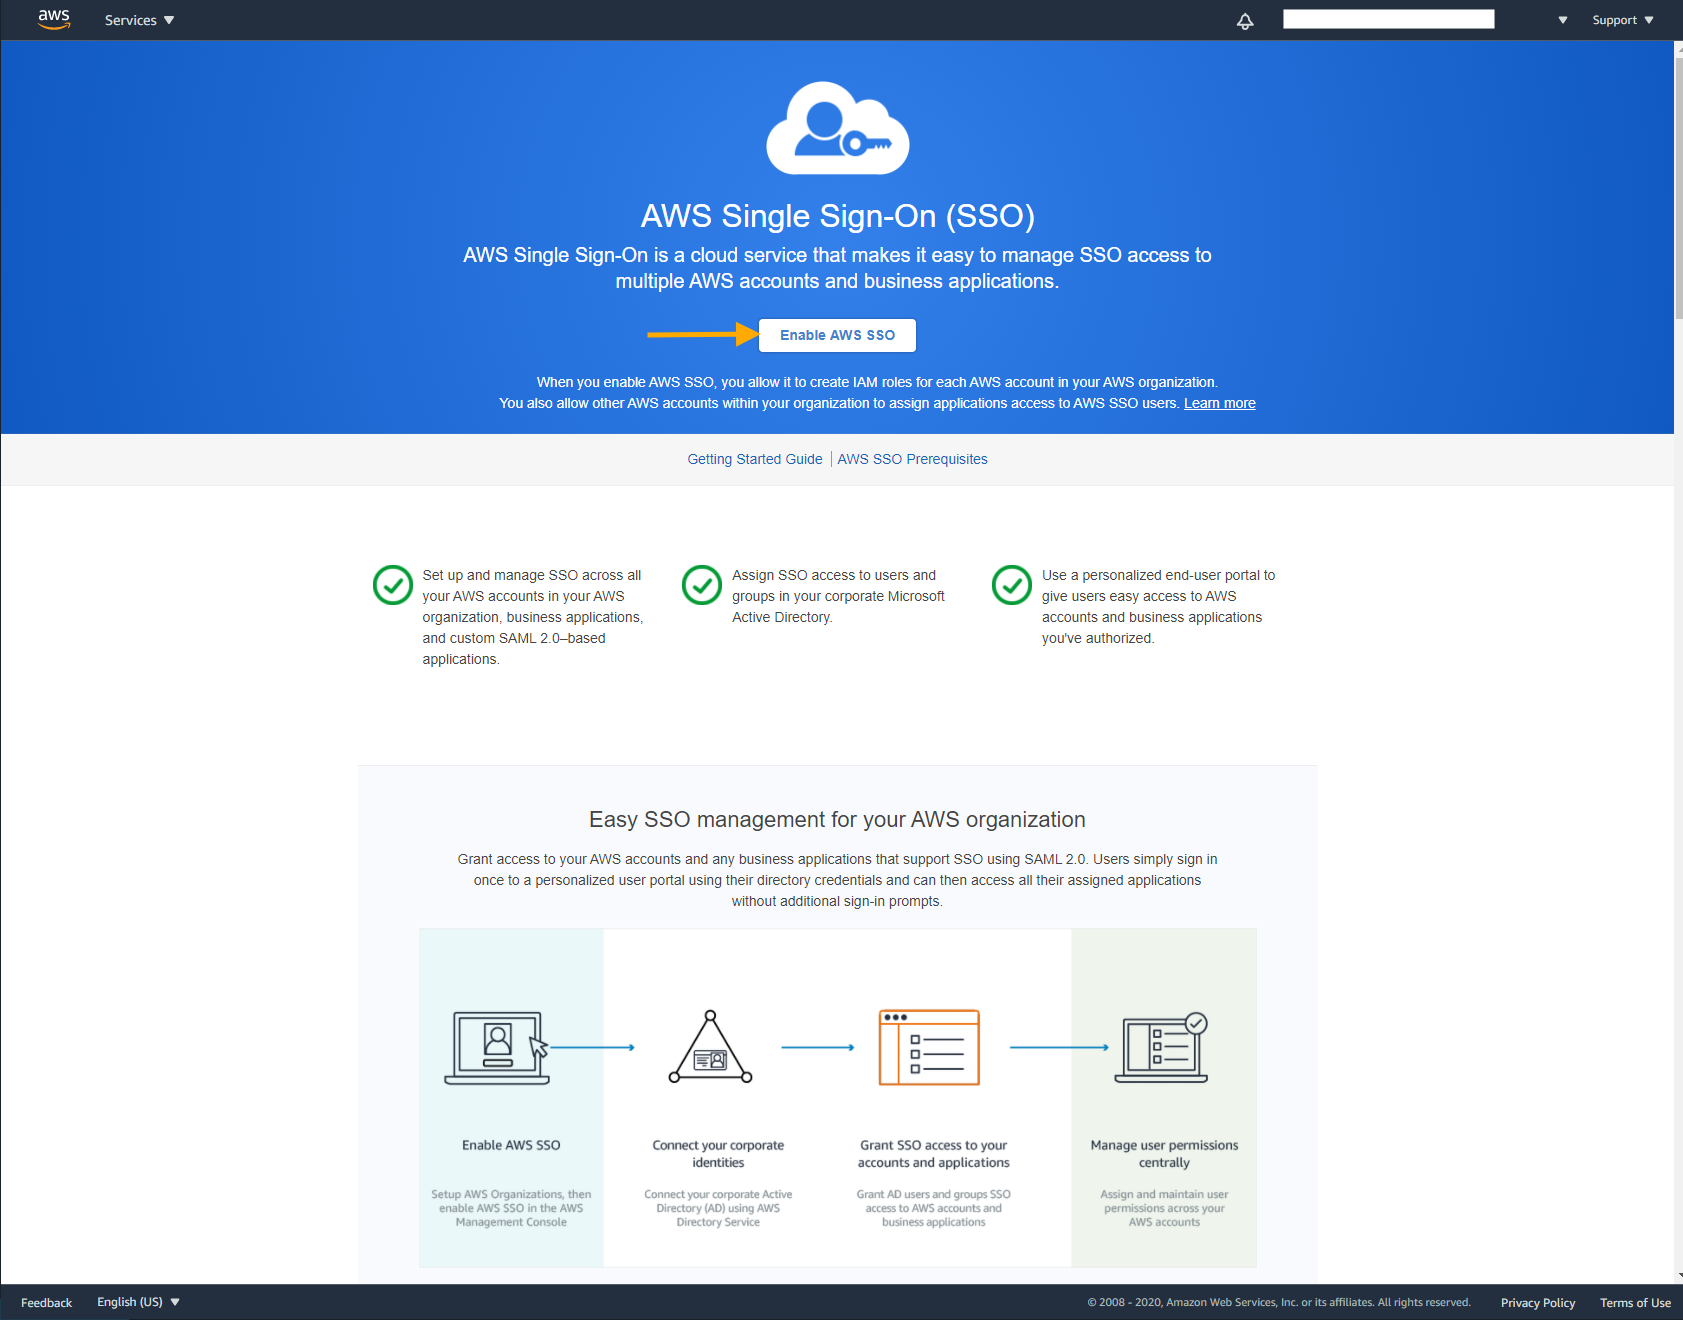 aws
Services
Support
AWS Single Sign-On (SSO)
AWS Single Sign-On is a cloud service that makes it easy to manage SSO access to
multiple AWS accounts and business applications.
Enable AWS SSO
When you enable AWS SSO, you allow it to create IAM roles for each AWS account in your AWS organization.
You also allow other AWS accounts within your organization to assign applications access to AWS SSO users. Learn more
Getting Started Guide | AWS SSO Prerequisites
Set up and manage SSO across all
your AWS accounts in your AWS
organization, business applications,
and custom SAML 2.0–based
applications.
Assign SSO access to users and
groups in your corporate Microsoft
Active Directory.
Use a personalized end-user portal to
give users easy access to AWS
accounts and business applications
you've authorized.
Easy SSO management for your AWS organization
Grant access to your AWS accounts and any business applications that support SSO using SAML 2.0. Users simply sign in
once to a personalized user portal using their directory credentials and can then access all their assigned applications
without additional sign-in prompts.
Enable AWS SSO
Setup AWS Organizations, then
enable AWS SSO in the AWS
Management Console
Connect your corporate
identities
Connect your corporate Active
Directory (AD) using AWS
Directory Service
Grant SSO access to your
accounts and applications
Grant AD users and groups SSO
access to AWS accounts and
business applications
Manage user permissions
centrally
Assign and maintain user
permissions across your
AWS accounts
Feedback
English (US)
© 2008 - 2020, Amazon Web Services, Inc. or its affiliates. All rights reserved.
Privacy Policy
Terms of Use